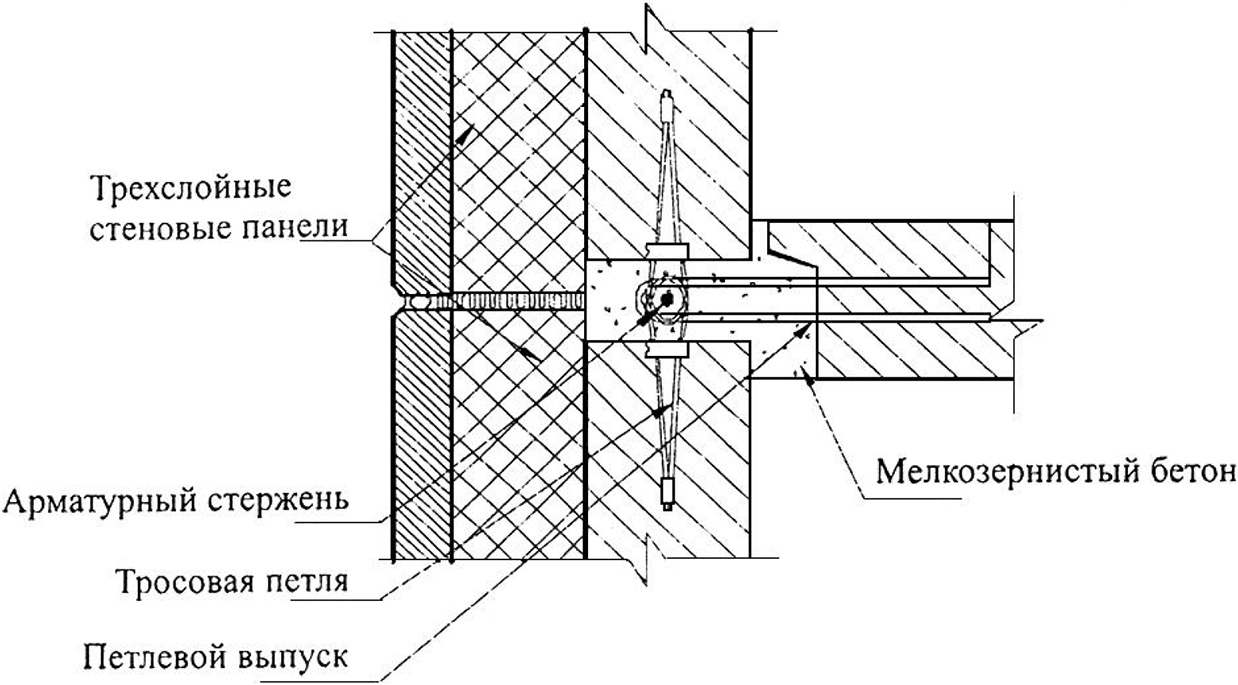 Трехслойные
стеновые панели
Мелкозернистый бетон
Арматурный стержень
Тросовая петля
Петлевой выпуск